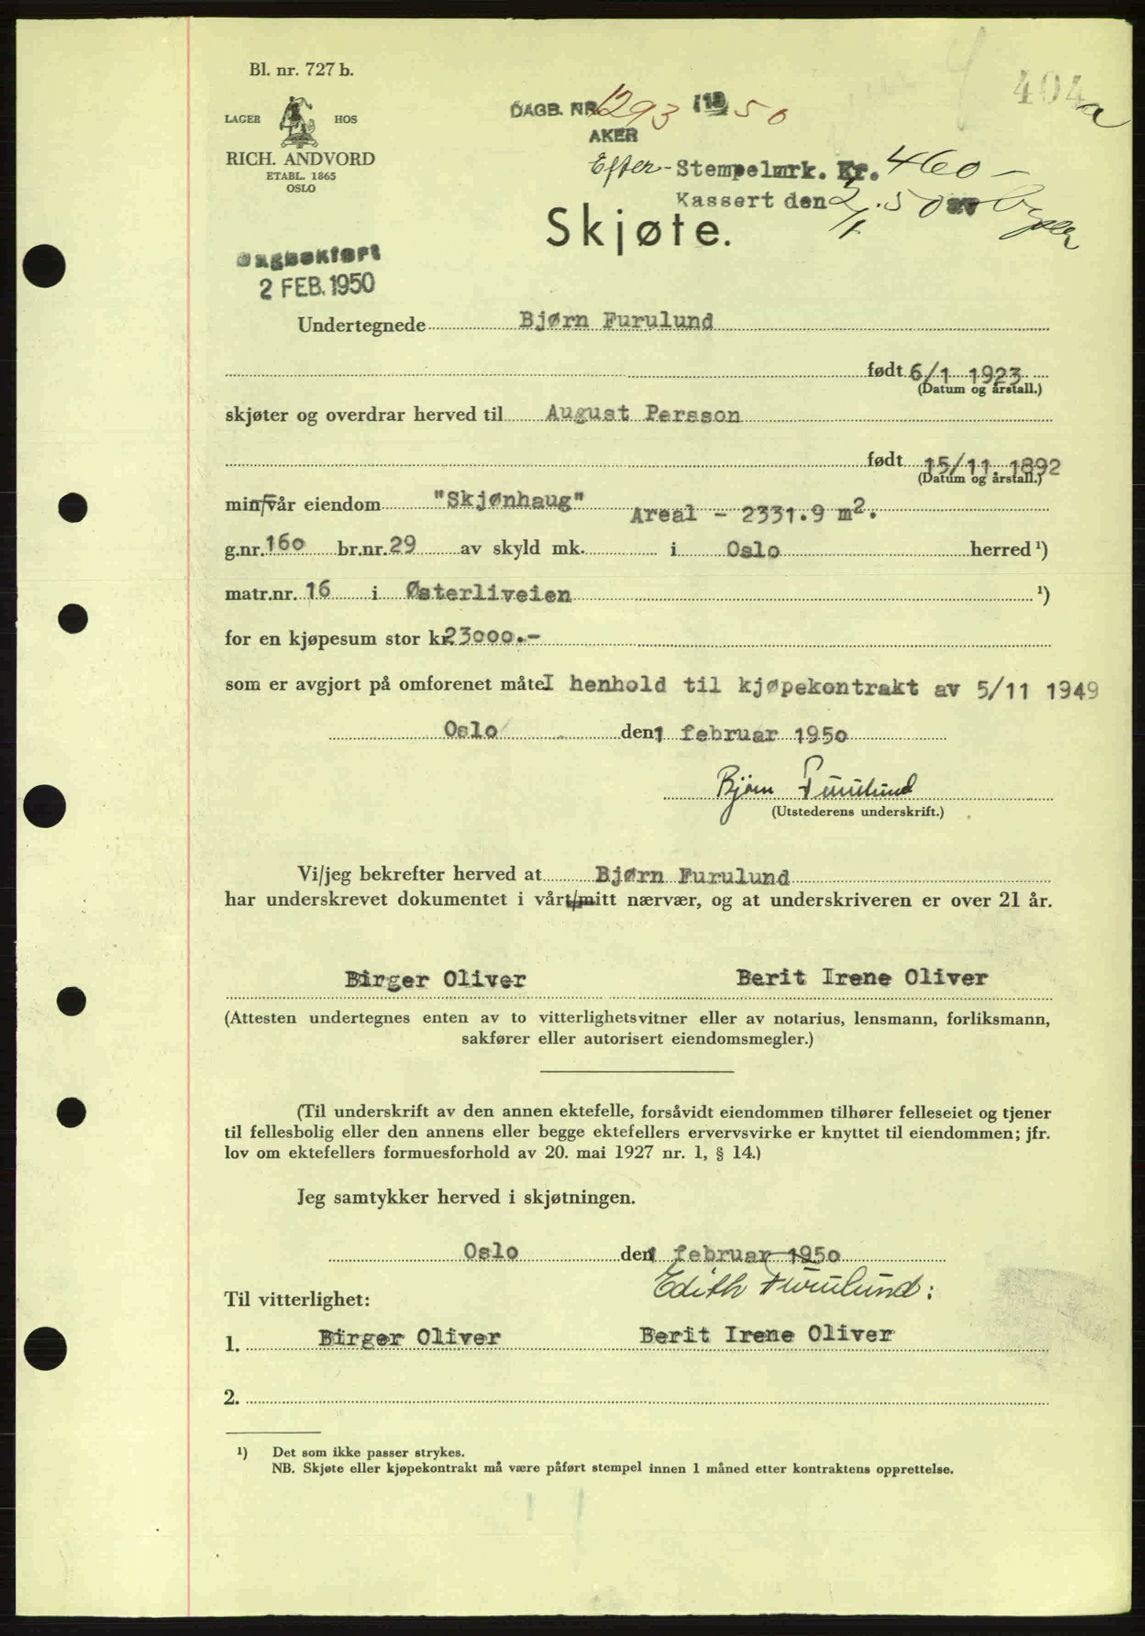 Bl. nr. 727 b.
LAGER HOS
RICH. ANDVORD
ETABL. 1865
OSLO
404 a
DAGB. NR. 1293 50
AKER
Efter - Stempelmrk. Kr. 460 -
Kassert den 2/1 . 50
Skjøte.
Dagbokført
2 FEB. 1950
Undertegnede Bjørn Furulund
født 6/1 1923
(Datum og årstall.)
skjøter og overdrar herved til August Persson
født 15/11. 1892
(Datum og årstall.)
min/vår eiendom "Skjønhaug" Areal - 2331.9 m2.
g.nr. 160 br.nr. 29 av skyld mk. i Oslo herred ¹)
matr.nr. 16 i Østerliveien ¹)
for en kjøpesum stor kr. 23000.-
som er avgjort på omforenet måte I henhold til kjøpekontrakt av 5/11 1949
Oslo den 1 februar 1950
Bjørn Furulund
(Utstederens underskrift.)
Vi/jeg bekrefter herved at Bjørn Furulund
har underskrevet dokumentet i vårt/mitt nærvær, og at underskriveren er over 21 år.
Birger Oliver Berit Irene Oliver
(Attesten undertegnes enten av to vitterlighetsvitner eller av notarius, lensmann, forliksmann,
sakfører eller autorisert eiendomsmegler.)
(Til underskrift av den annen ektefelle, forsåvidt eiendommen tilhører felleseiet og tjener
til fellesbolig eller den annens eller begge ektefellers ervervsvirke er knyttet til eiendommen; jfr.
lov om ektefellers formuesforhold av 20. mai 1927 nr. 1, § 14.)
Jeg samtykker herved i skjøtningen.
Oslo den 1 februar 1950
Edith Furulund:
Til vitterlighet:
1. Birger Oliver Berit Irene Oliver
2.
¹) Det som ikke passer strykes.
NB. Skjøte eller kjøpekontrakt må være påført stempel innen 1 måned etter kontraktens opprettelse.